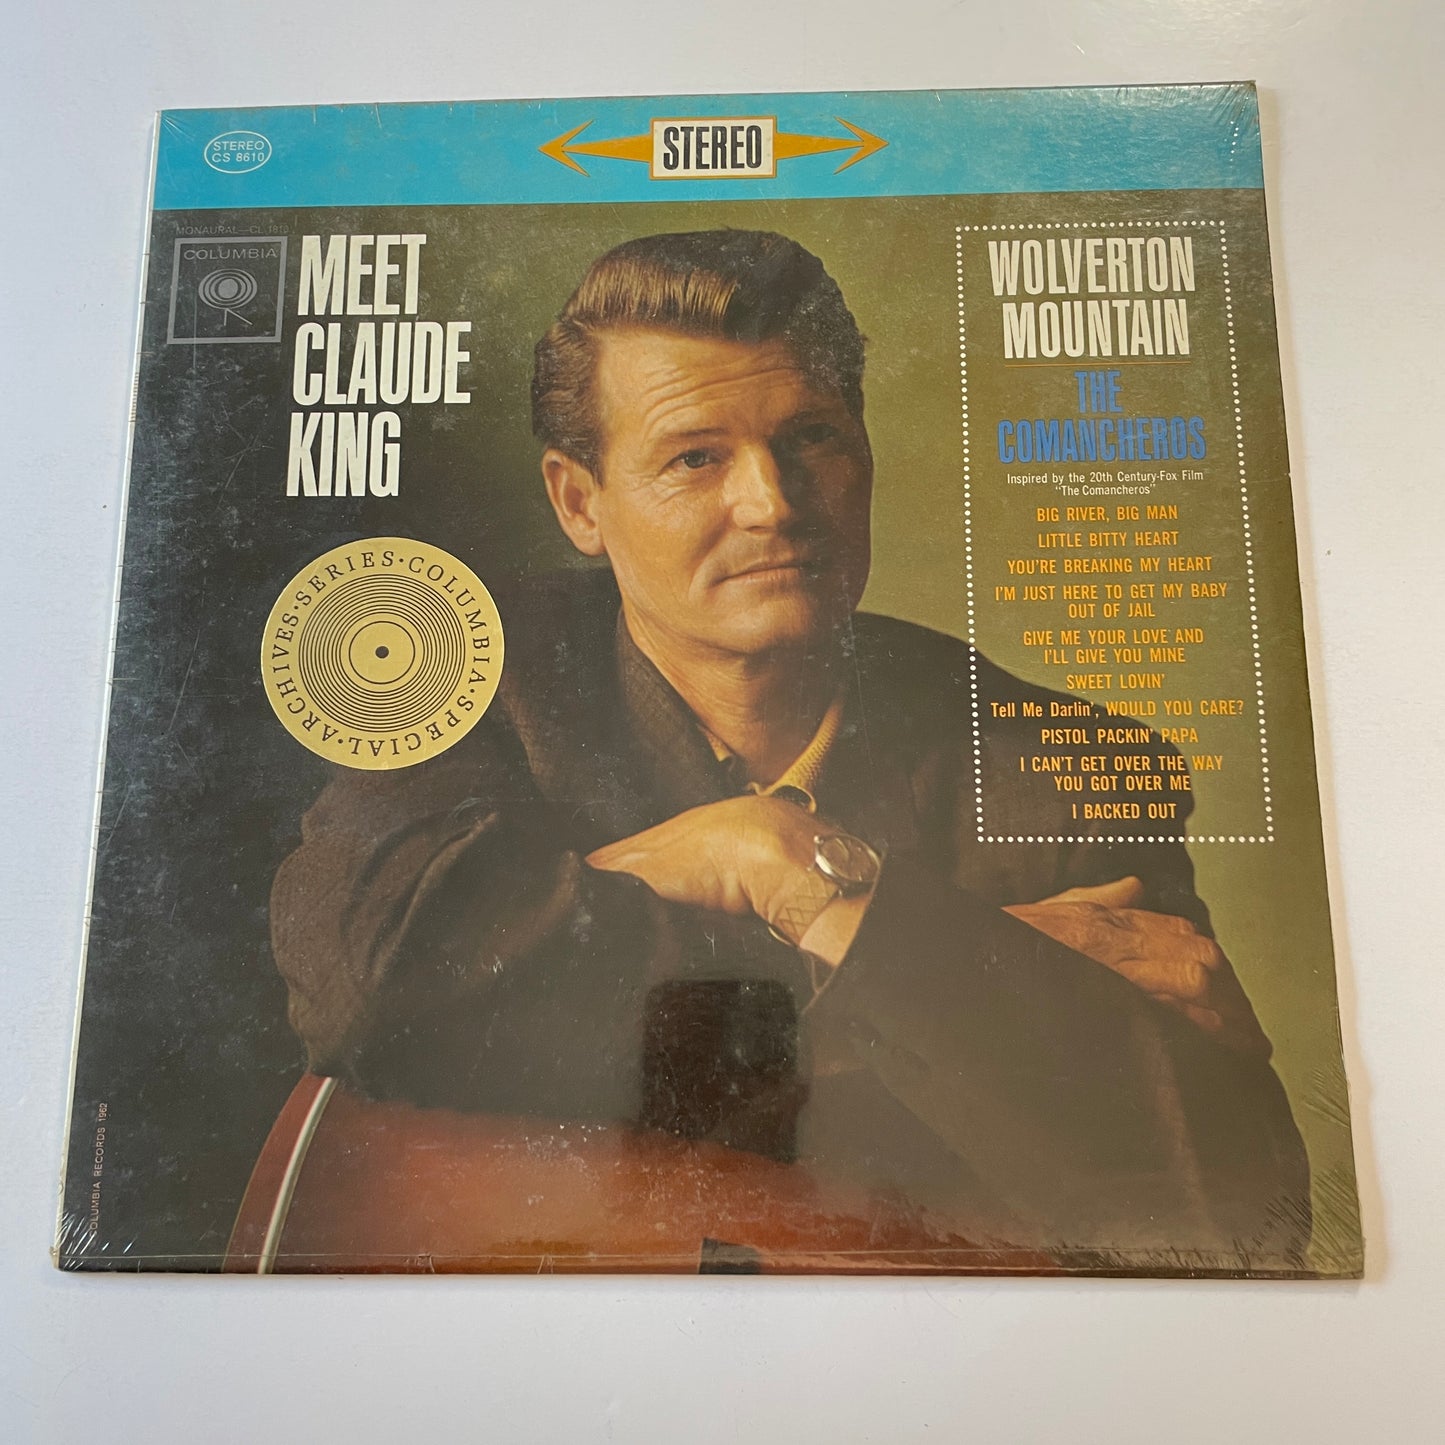 STEREO
CS 8610
STEREO
MONAURAL—CL 1810
COLUMBIA
MEET
CLAUDE
KING
WOLVERTON
MOUNTAIN
THE
COMANCHEROS
Inspired by the 20th Century-Fox Film
"The Comancheros"
BIG RIVER, BIG MAN
LITTLE BITTY HEART
YOU'RE BREAKING MY HEART
I'M JUST HERE TO GET MY BABY
OUT OF JAIL
GIVE ME YOUR LOVE AND
I'LL GIVE YOU MINE
SWEET LOVIN'
Tell Me Darlin', WOULD YOU CARE?
PISTOL PACKIN' PAPA
I CAN'T GET OVER THE WAY
YOU GOT OVER ME
I BACKED OUT
COLUMBIA·SPECIAL·ARCHIVES·SERIES·
COLUMBIA RECORDS 1962